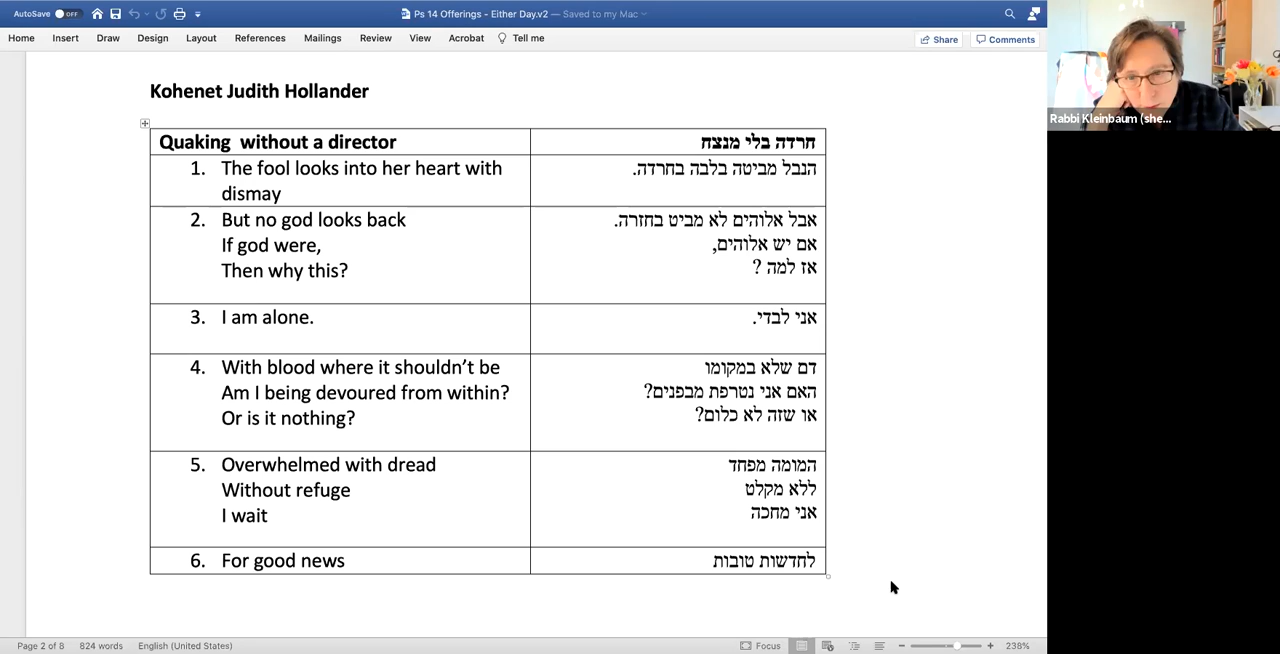 AutoSave OFF
Ps 14 Offerings - Either Day.v2 — Saved to my Mac
Home Insert Draw Design Layout References Mailings Review View Acrobat Tell me
Share Comments
Rabbi Kleinbaum (she...
Kohenet Judith Hollander
Quaking without a director
חרדה בלי מנצח
1. The fool looks into her heart with
dismay
הנבל מביטה בלבה בחרדה.
2. But no god looks back
If god were,
Then why this?
אבל אלוהים לא מביט בחזרה.
אם יש אלוהים,
אז למה ?
3. I am alone.
אני לבדי.
4. With blood where it shouldn’t be
Am I being devoured from within?
Or is it nothing?
דם שלא במקומו
האם אני נטרפת מבפנים?
או שזה לא כלום?
5. Overwhelmed with dread
Without refuge
I wait
המומה מפחד
ללא מקלט
אני מחכה
6. For good news
לחדשות טובות
Page 2 of 8 824 words English (United States) Focus 238%